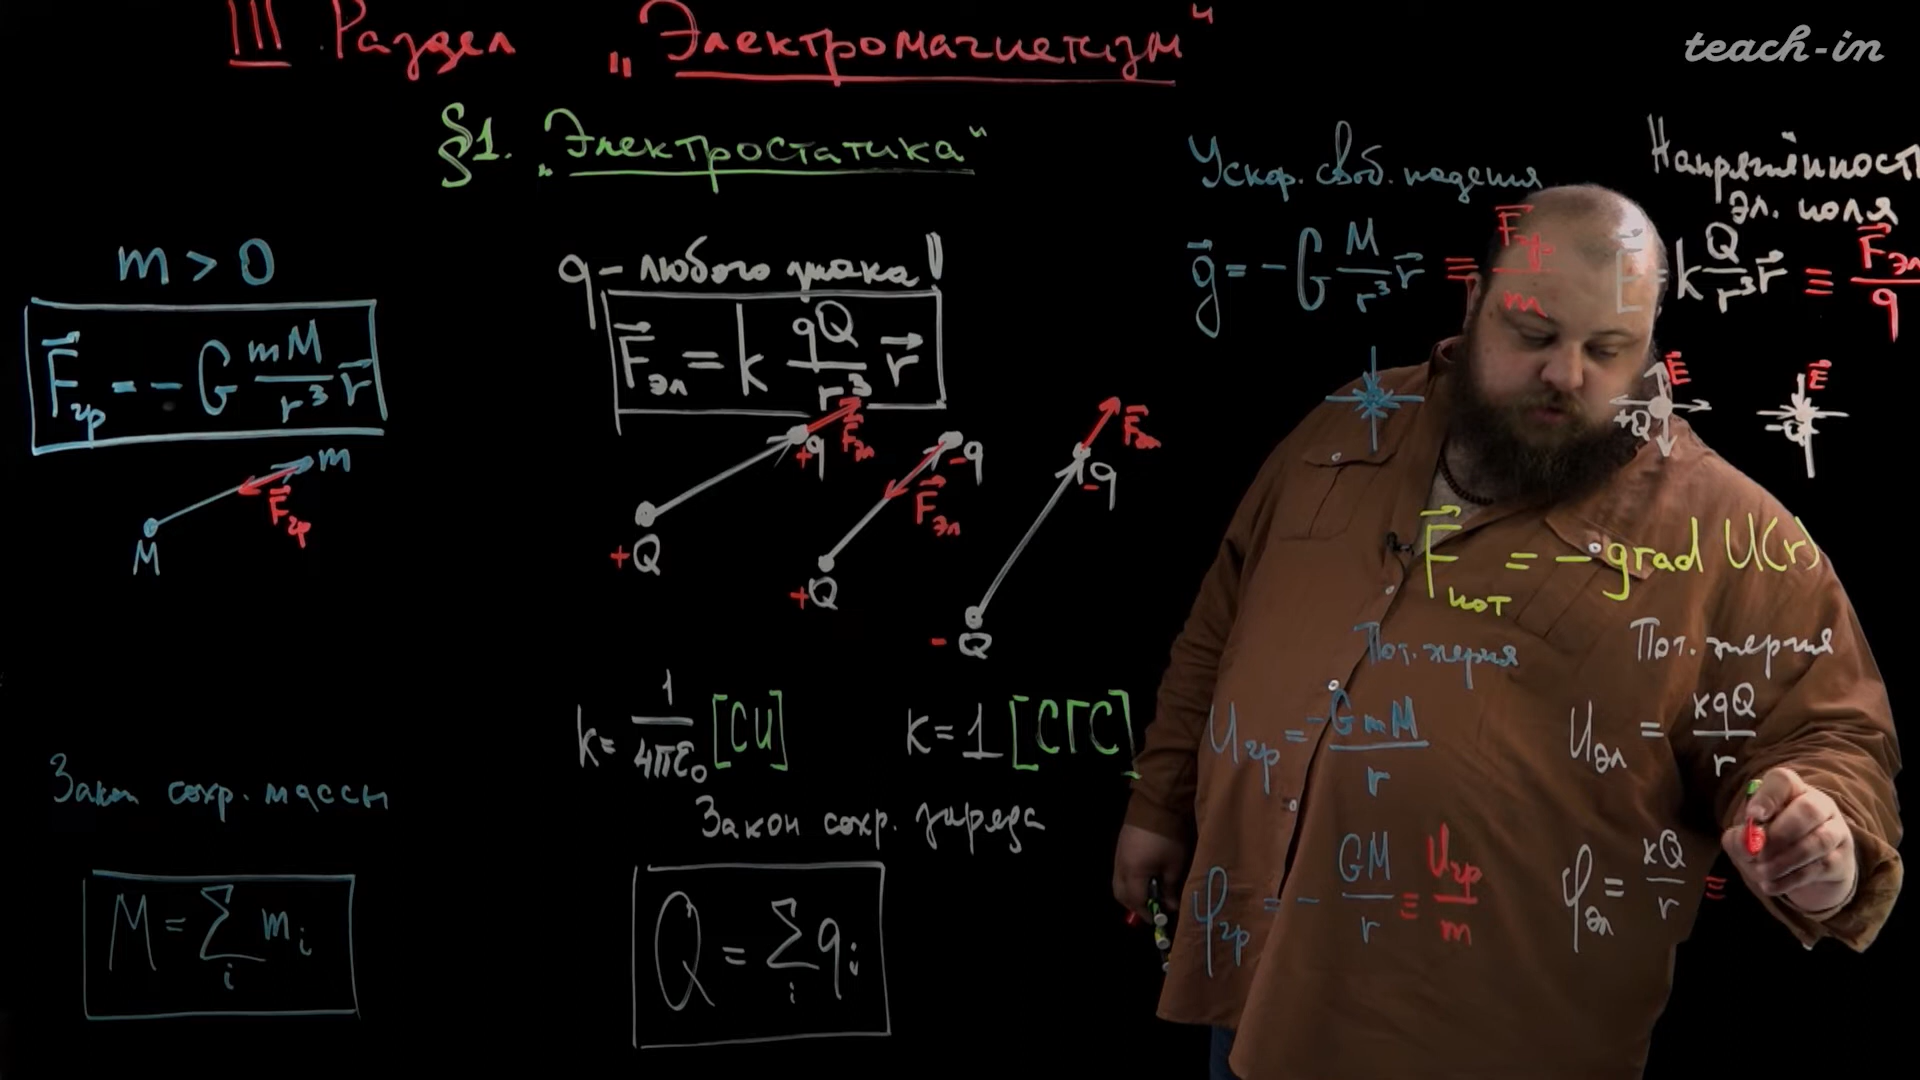 teach-in
III Раздел „Электромагнетизм“
§1. „Электростатика“
m > 0
F⃗гр = - G mM/r³ r⃗
m
F⃗гр
M
q - любого знака!
F⃗эл = k qQ/r³ r⃗
+q
F⃗эл
+Q
-q
F⃗эл
+Q
F⃗эл
-q
-Q
k = 1/4πε₀ [СИ]
k = 1 [СГС]
Закон сохр. массы
M = Σi mi
Закон сохр. заряда
Q = Σi qi
Ускор. своб. падения
g⃗ = - G M/r³ r⃗ ≡ F⃗гр/m
Напряжённость
эл. поля
E⃗ = k Q/r³ r⃗ ≡ F⃗эл/q
E⃗
+Q
E⃗
-Q
F⃗пот = - grad U(r)
Пот. энергия
Uгр = - GmM/r
φгр = - GM/r ≡ Uгр/m
Пот. энергия
Uэл = kqQ/r
φэл = kQ/r ≡